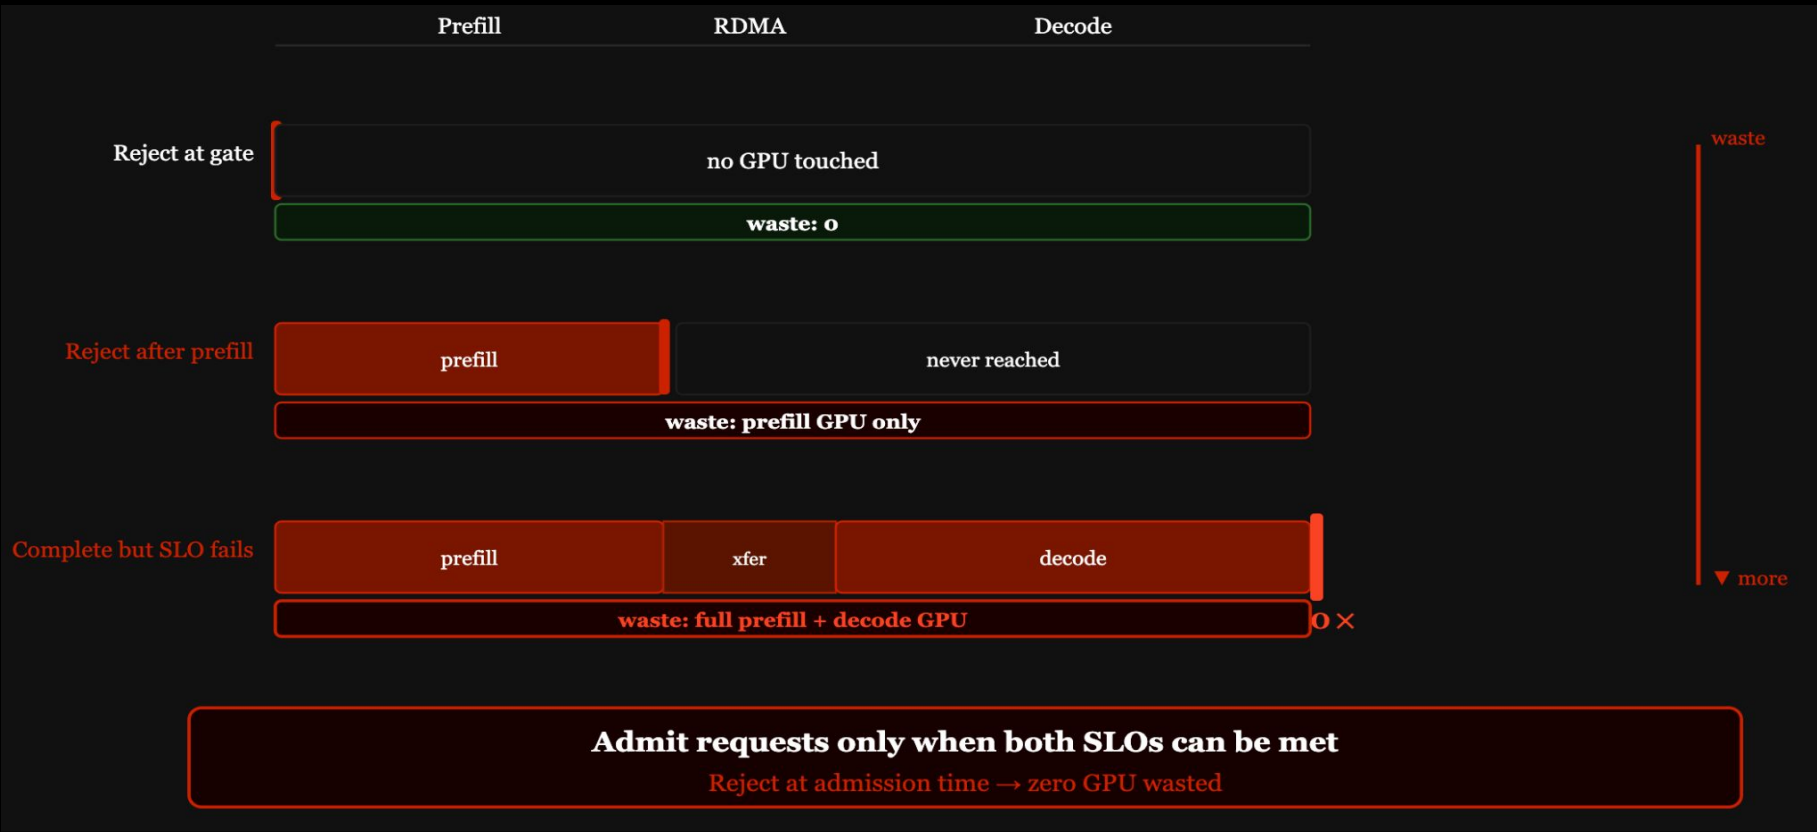 Prefill RDMA Decode
Reject at gate
no GPU touched
waste: 0
waste
Reject after prefill
prefill
never reached
waste: prefill GPU only
Complete but SLO fails
prefill
xfer
decode
▼ more
waste: full prefill + decode GPU
0 ×
Admit requests only when both SLOs can be met
Reject at admission time → zero GPU wasted